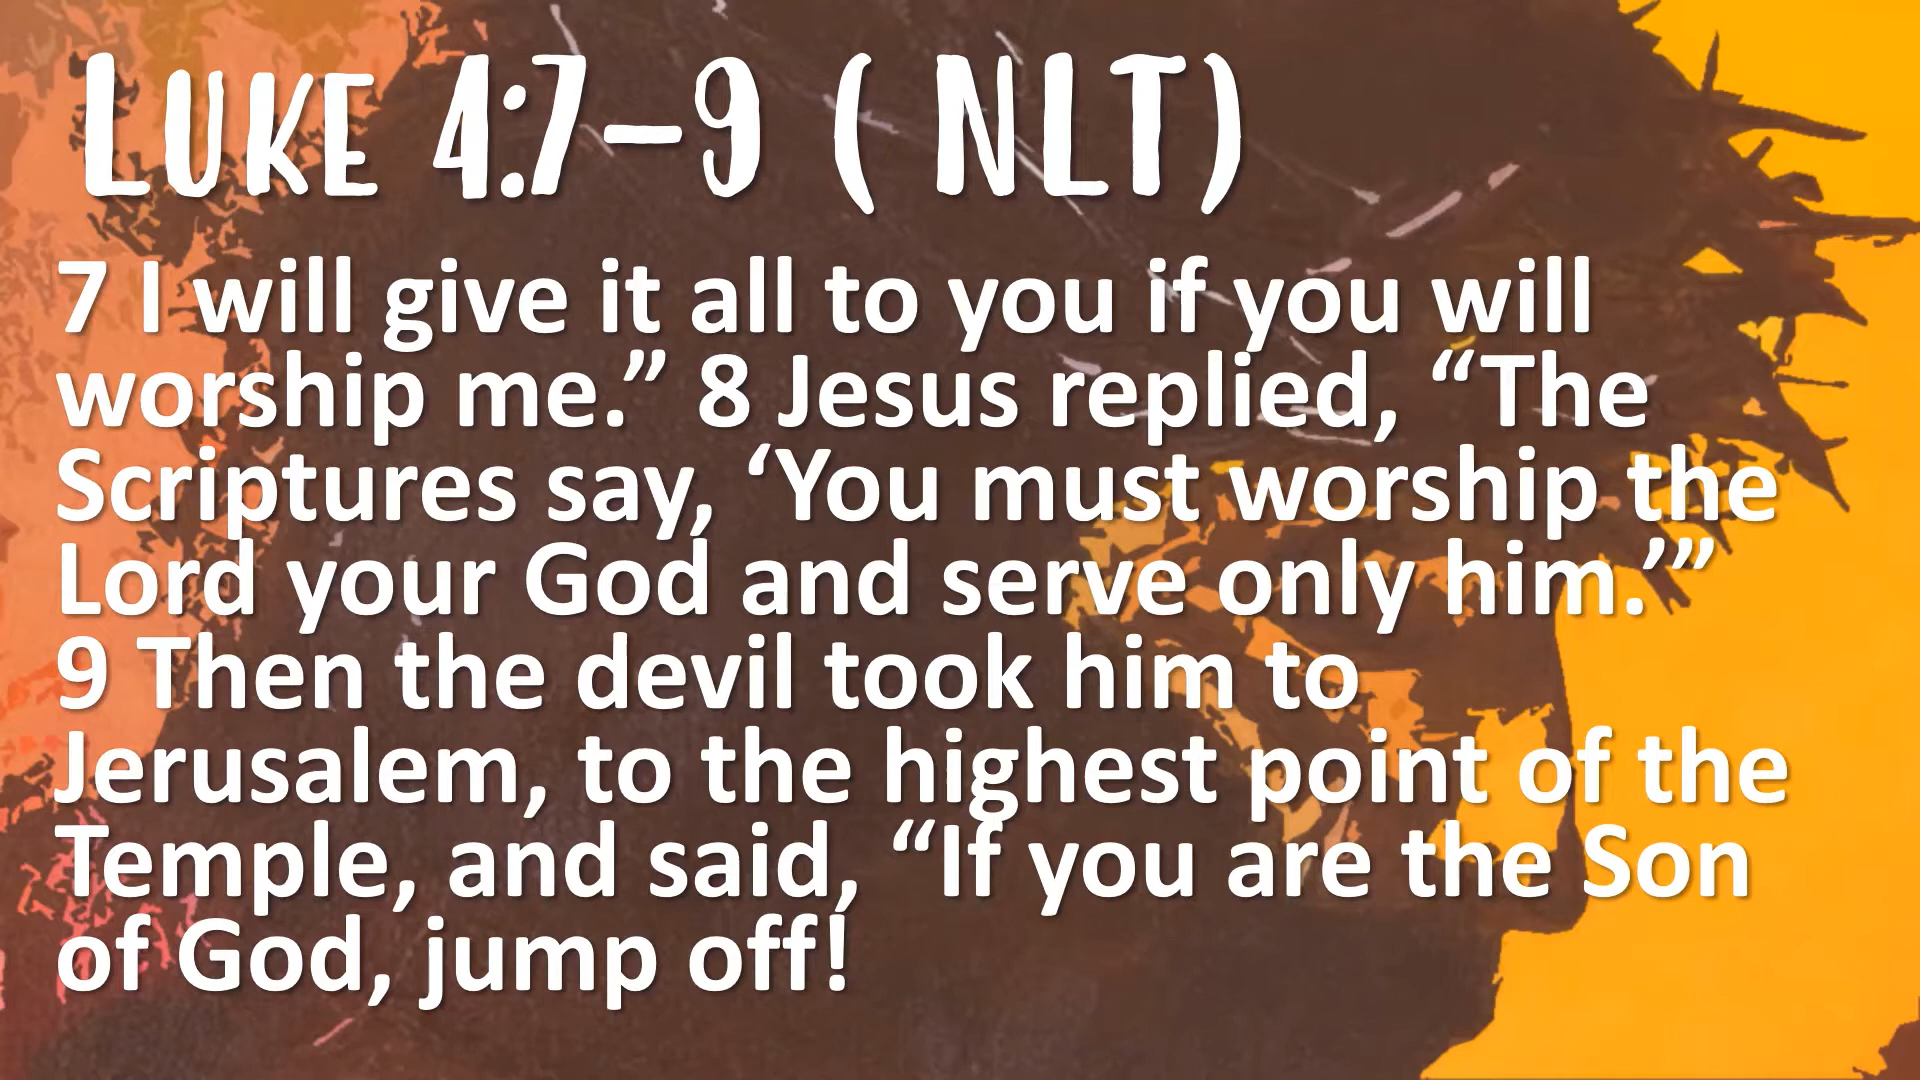 Luke 4:7–9 ( NLT)
7 I will give it all to you if you will
worship me.” 8 Jesus replied, “The
Scriptures say, ‘You must worship the
Lord your God and serve only him.’”
9 Then the devil took him to
Jerusalem, to the highest point of the
Temple, and said, “If you are the Son
of God, jump off!